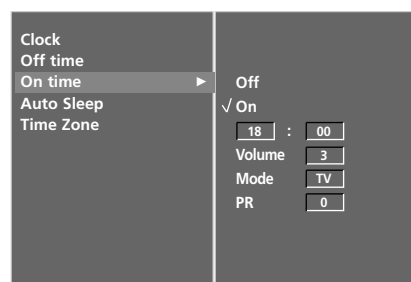 Clock
Off time
On time ►
Auto Sleep
Time Zone
Off
√ On
18 : 00
Volume 3
Mode TV
PR 0